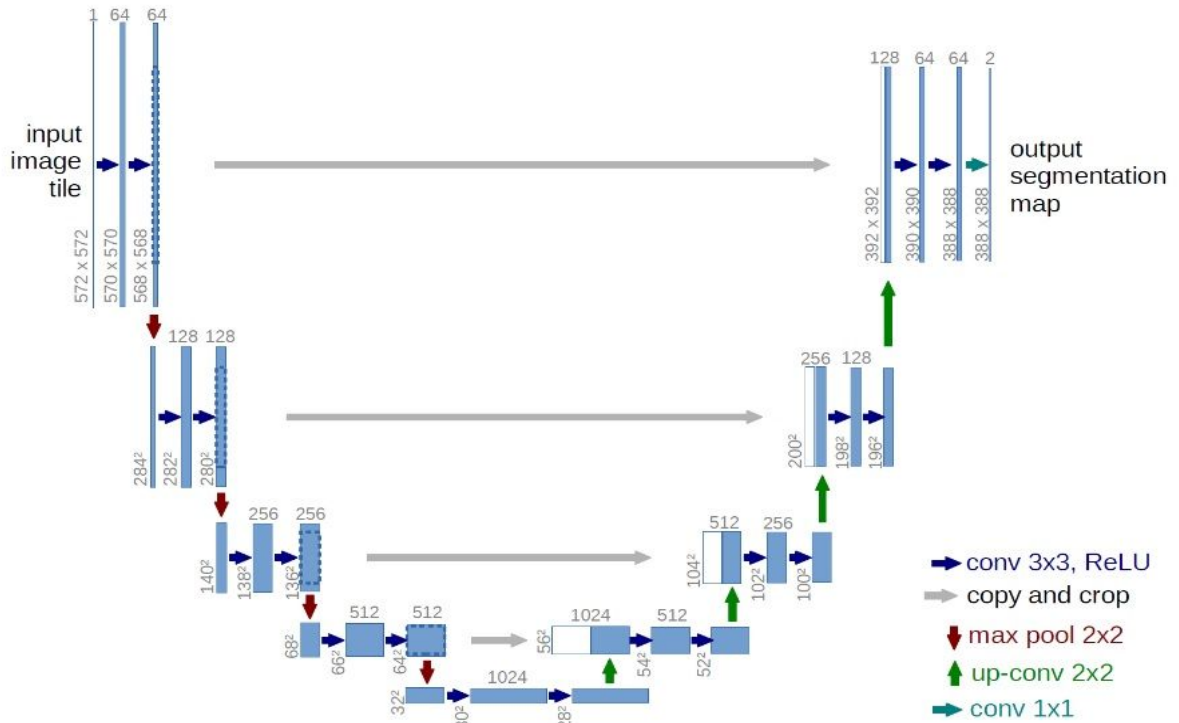 1 64 64
128 64 64 2
input
image
tile
output
segmentation
map
572 x 572
570 x 570
568 x 568
392 x 392
390 x 390
388 x 388
388 x 388
128 128
256 128
284²
282²
280²
200²
198²
196²
256 256
512 256
140²
138²
136²
104²
102²
100²
conv 3x3, ReLU
copy and crop
max pool 2x2
up-conv 2x2
conv 1x1
512 512
1024 512
68²
66²
64²
56²
54²
52²
1024
32²